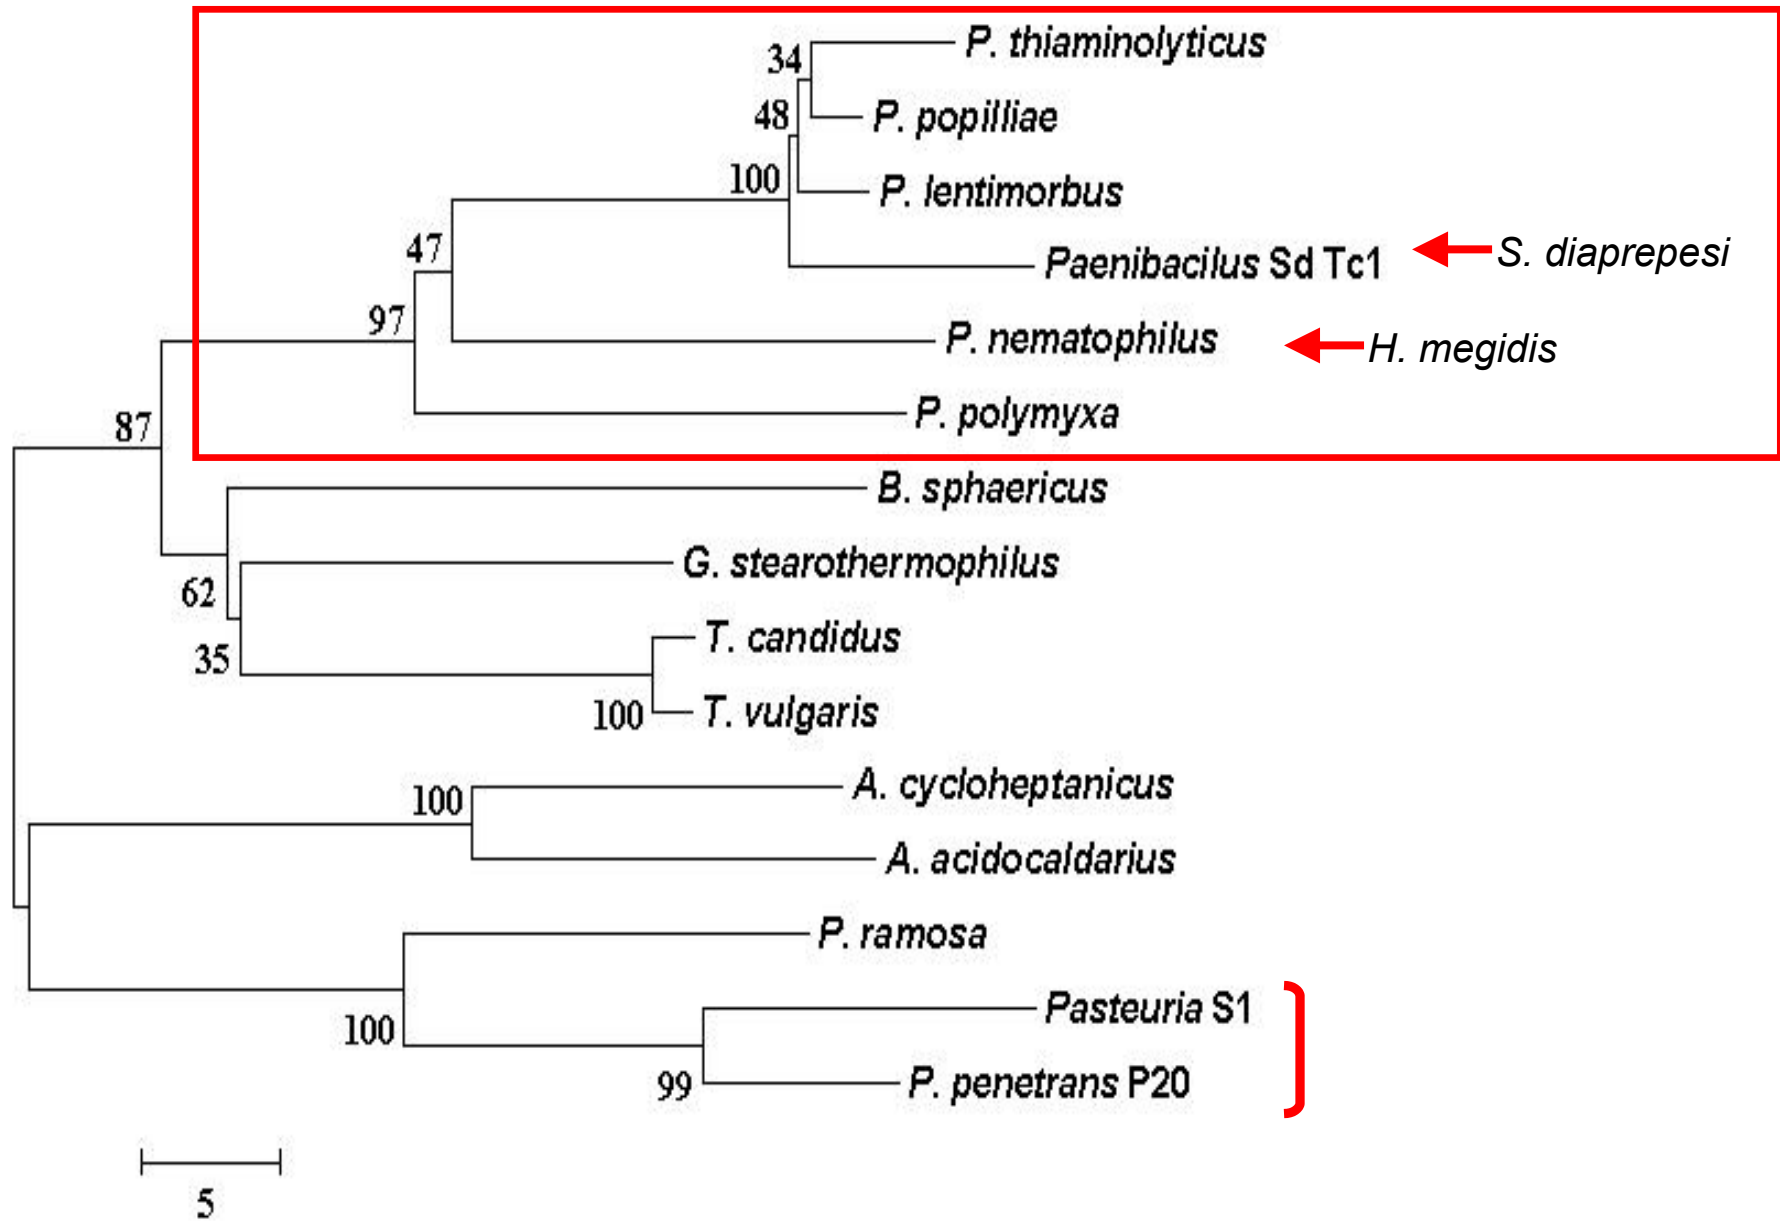 P. thiaminolyticus
34
P. popilliae
48
P. lentimorbus
100
Paenibacilus Sd Tc1
S. diaprepesi
47
P. nematophilus
H. megidis
97
P. polymyxa
87
B. sphaericus
G. stearothermophilus
62
T. candidus
35
T. vulgaris
100
A. cycloheptanicus
100
A. acidocaldarius
P. ramosa
Pasteuria S1
100
P. penetrans P20
99
5